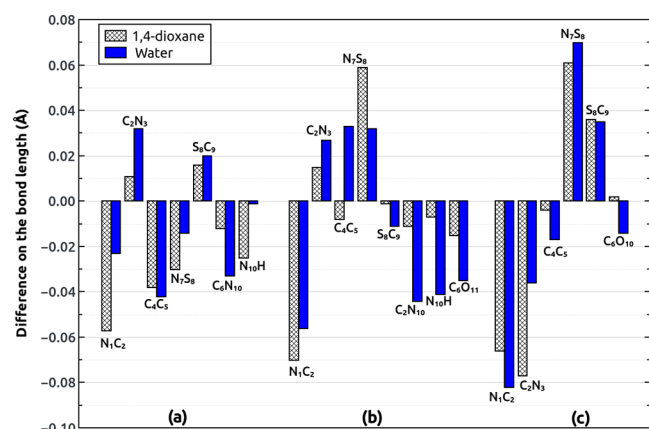 0.08
0.06
0.04
0.02
0.00
−0.02
−0.04
−0.06
−0.08
−0.10
Difference on the bond length (Å)
1,4-dioxane
Water
N₁C₂
C₂N₃
C₄C₅
N₇S₈
S₈C₉
C₆N₁₀
N₁₀H
(a)
N₁C₂
C₂N₃
C₄C₅
N₇S₈
S₈C₉
C₂N₁₀
N₁₀H
C₆O₁₁
(b)
N₁C₂
C₂N₃
C₄C₅
N₇S₈
S₈C₉
C₆O₁₀
(c)